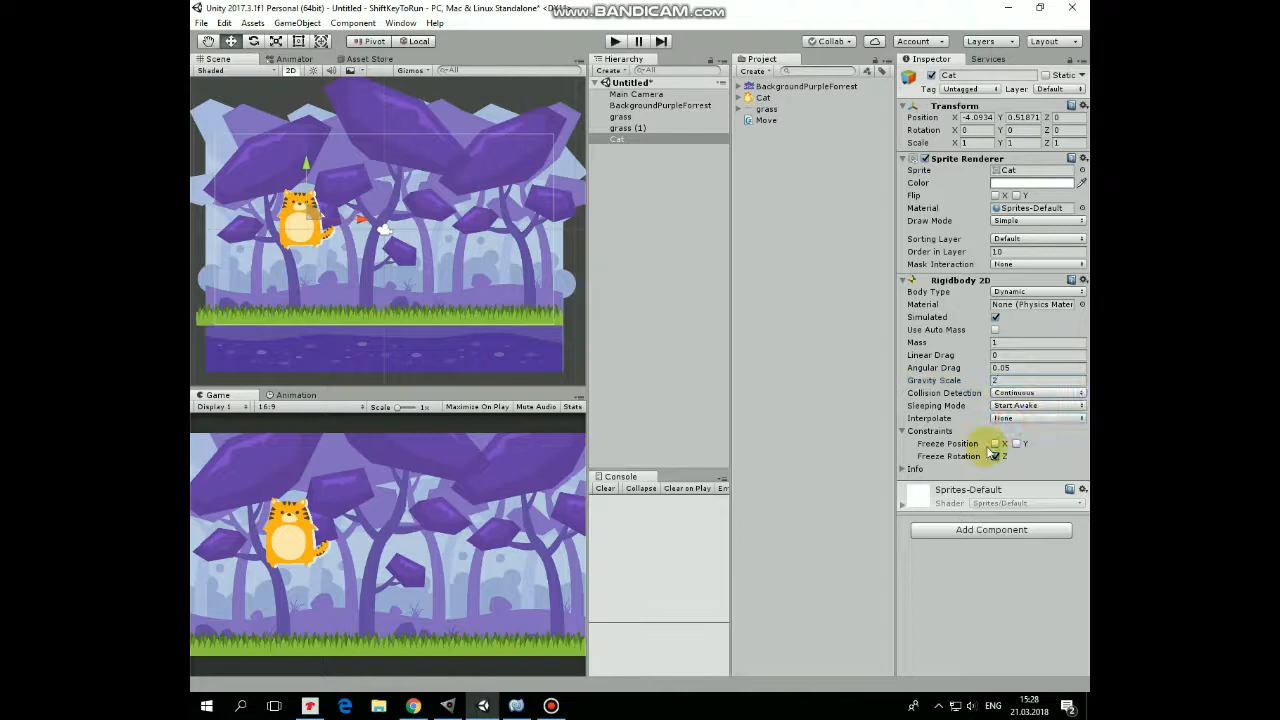 Unity 2017.3.1f1 Personal (64bit) - Untitled - ShiftKeyToRun - PC, Mac & Linux Standalone*
www.BANDICAM.com
File Edit Assets GameObject Component Window Help
Pivot Local
Collab Account Layers Layout
Scene Animator Asset Store
Shaded 2D Gizmos All
Hierarchy
Create All
Untitled*
Main Camera
BackgroundPurpleForrest
grass
grass (1)
Cat
Project
Create
BackgroundPurpleForrest
Cat
grass
Move
Inspector Services
Cat Static
Tag Untagged Layer Default
Transform
Position X -4.0934 Y 0.51871 Z 0
Rotation X 0 Y 0 Z 0
Scale X 1 Y 1 Z 1
Sprite Renderer
Sprite Cat
Color
Flip X Y
Material Sprites-Default
Draw Mode Simple
Sorting Layer Default
Order in Layer 10
Mask Interaction None
Rigidbody 2D
Body Type Dynamic
Material None (Physics Mater
Simulated
Use Auto Mass
Mass 1
Linear Drag 0
Angular Drag 0.05
Gravity Scale 2
Collision Detection Continuous
Sleeping Mode Start Awake
Interpolate None
Constraints
Freeze Position X Y
Freeze Rotation Z
Info
Sprites-Default
Shader Sprites/Default
Add Component
Game Animation
Display 1 16:9 Scale 1x Maximize On Play Mute Audio Stats
Console
Clear Collapse Clear on Play
ENG
15:28
21.03.2018
2